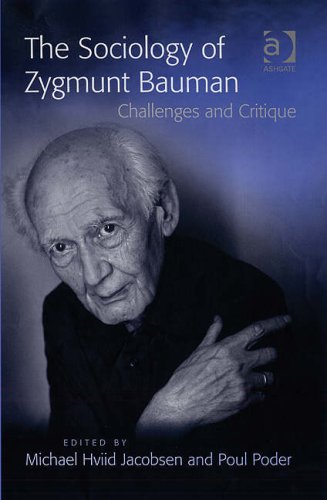 The Sociology of
Zygmunt Bauman
Challenges and Critique
a
ASHGATE
EDITED BY
Michael Hviid Jacobsen and Poul Poder